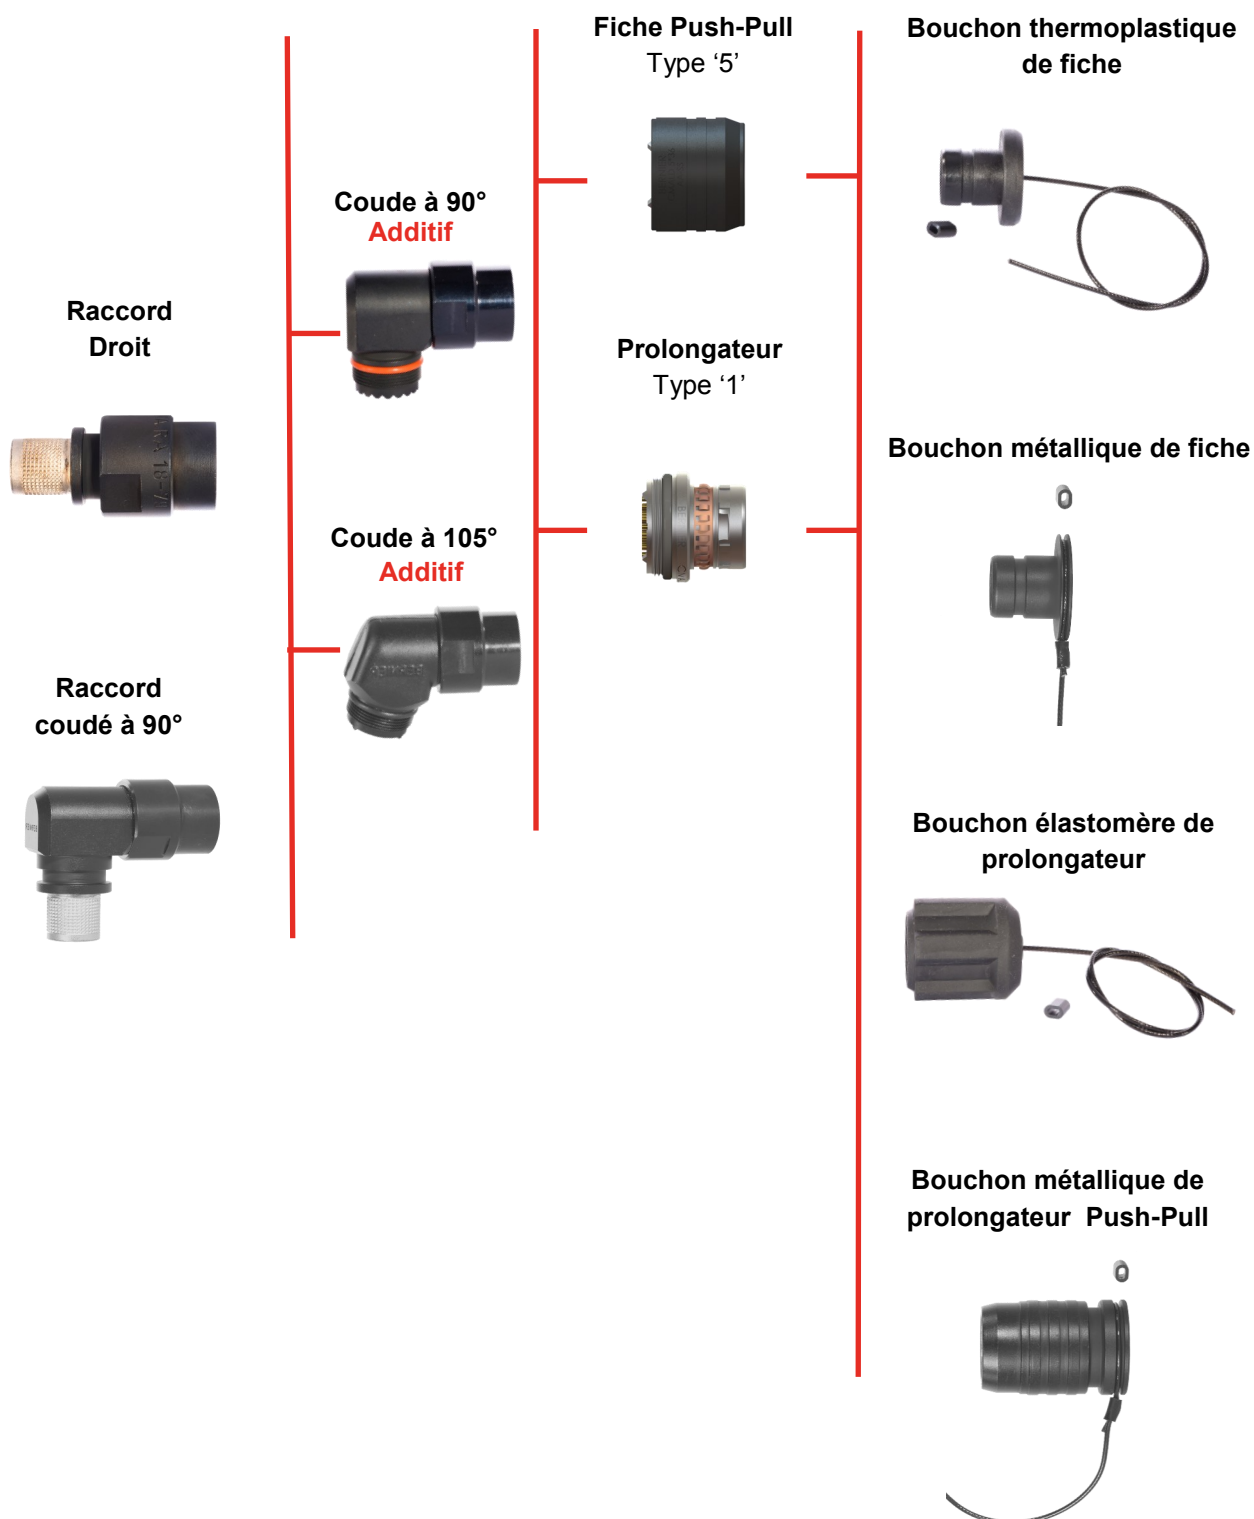 Raccord
Droit
Raccord
coudé à 90°
Coude à 90°
Additif
Coude à 105°
Additif
Fiche Push-Pull
Type ‘5’
Prolongateur
Type ‘1’
Bouchon thermoplastique
de fiche
Bouchon métallique de fiche
Bouchon élastomère de
prolongateur
Bouchon métallique de
prolongateur Push-Pull